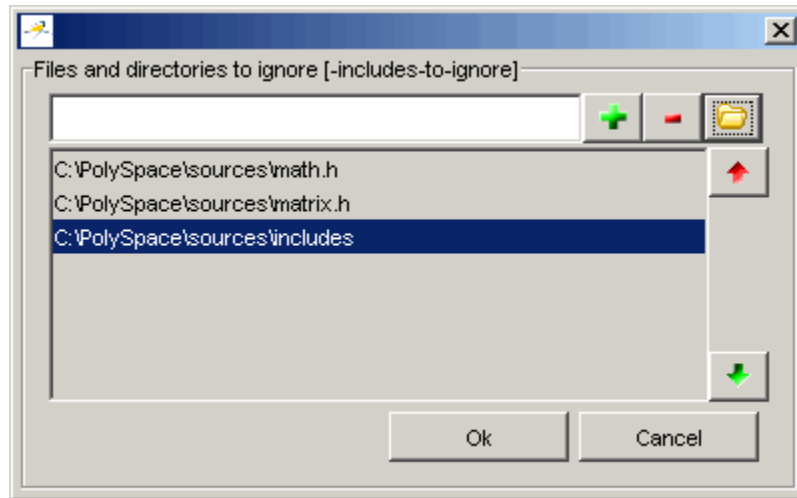 Files and directories to ignore [-includes-to-ignore]
C:\PolySpace\sources\math.h
C:\PolySpace\sources\matrix.h
C:\PolySpace\sources\includes
Ok
Cancel